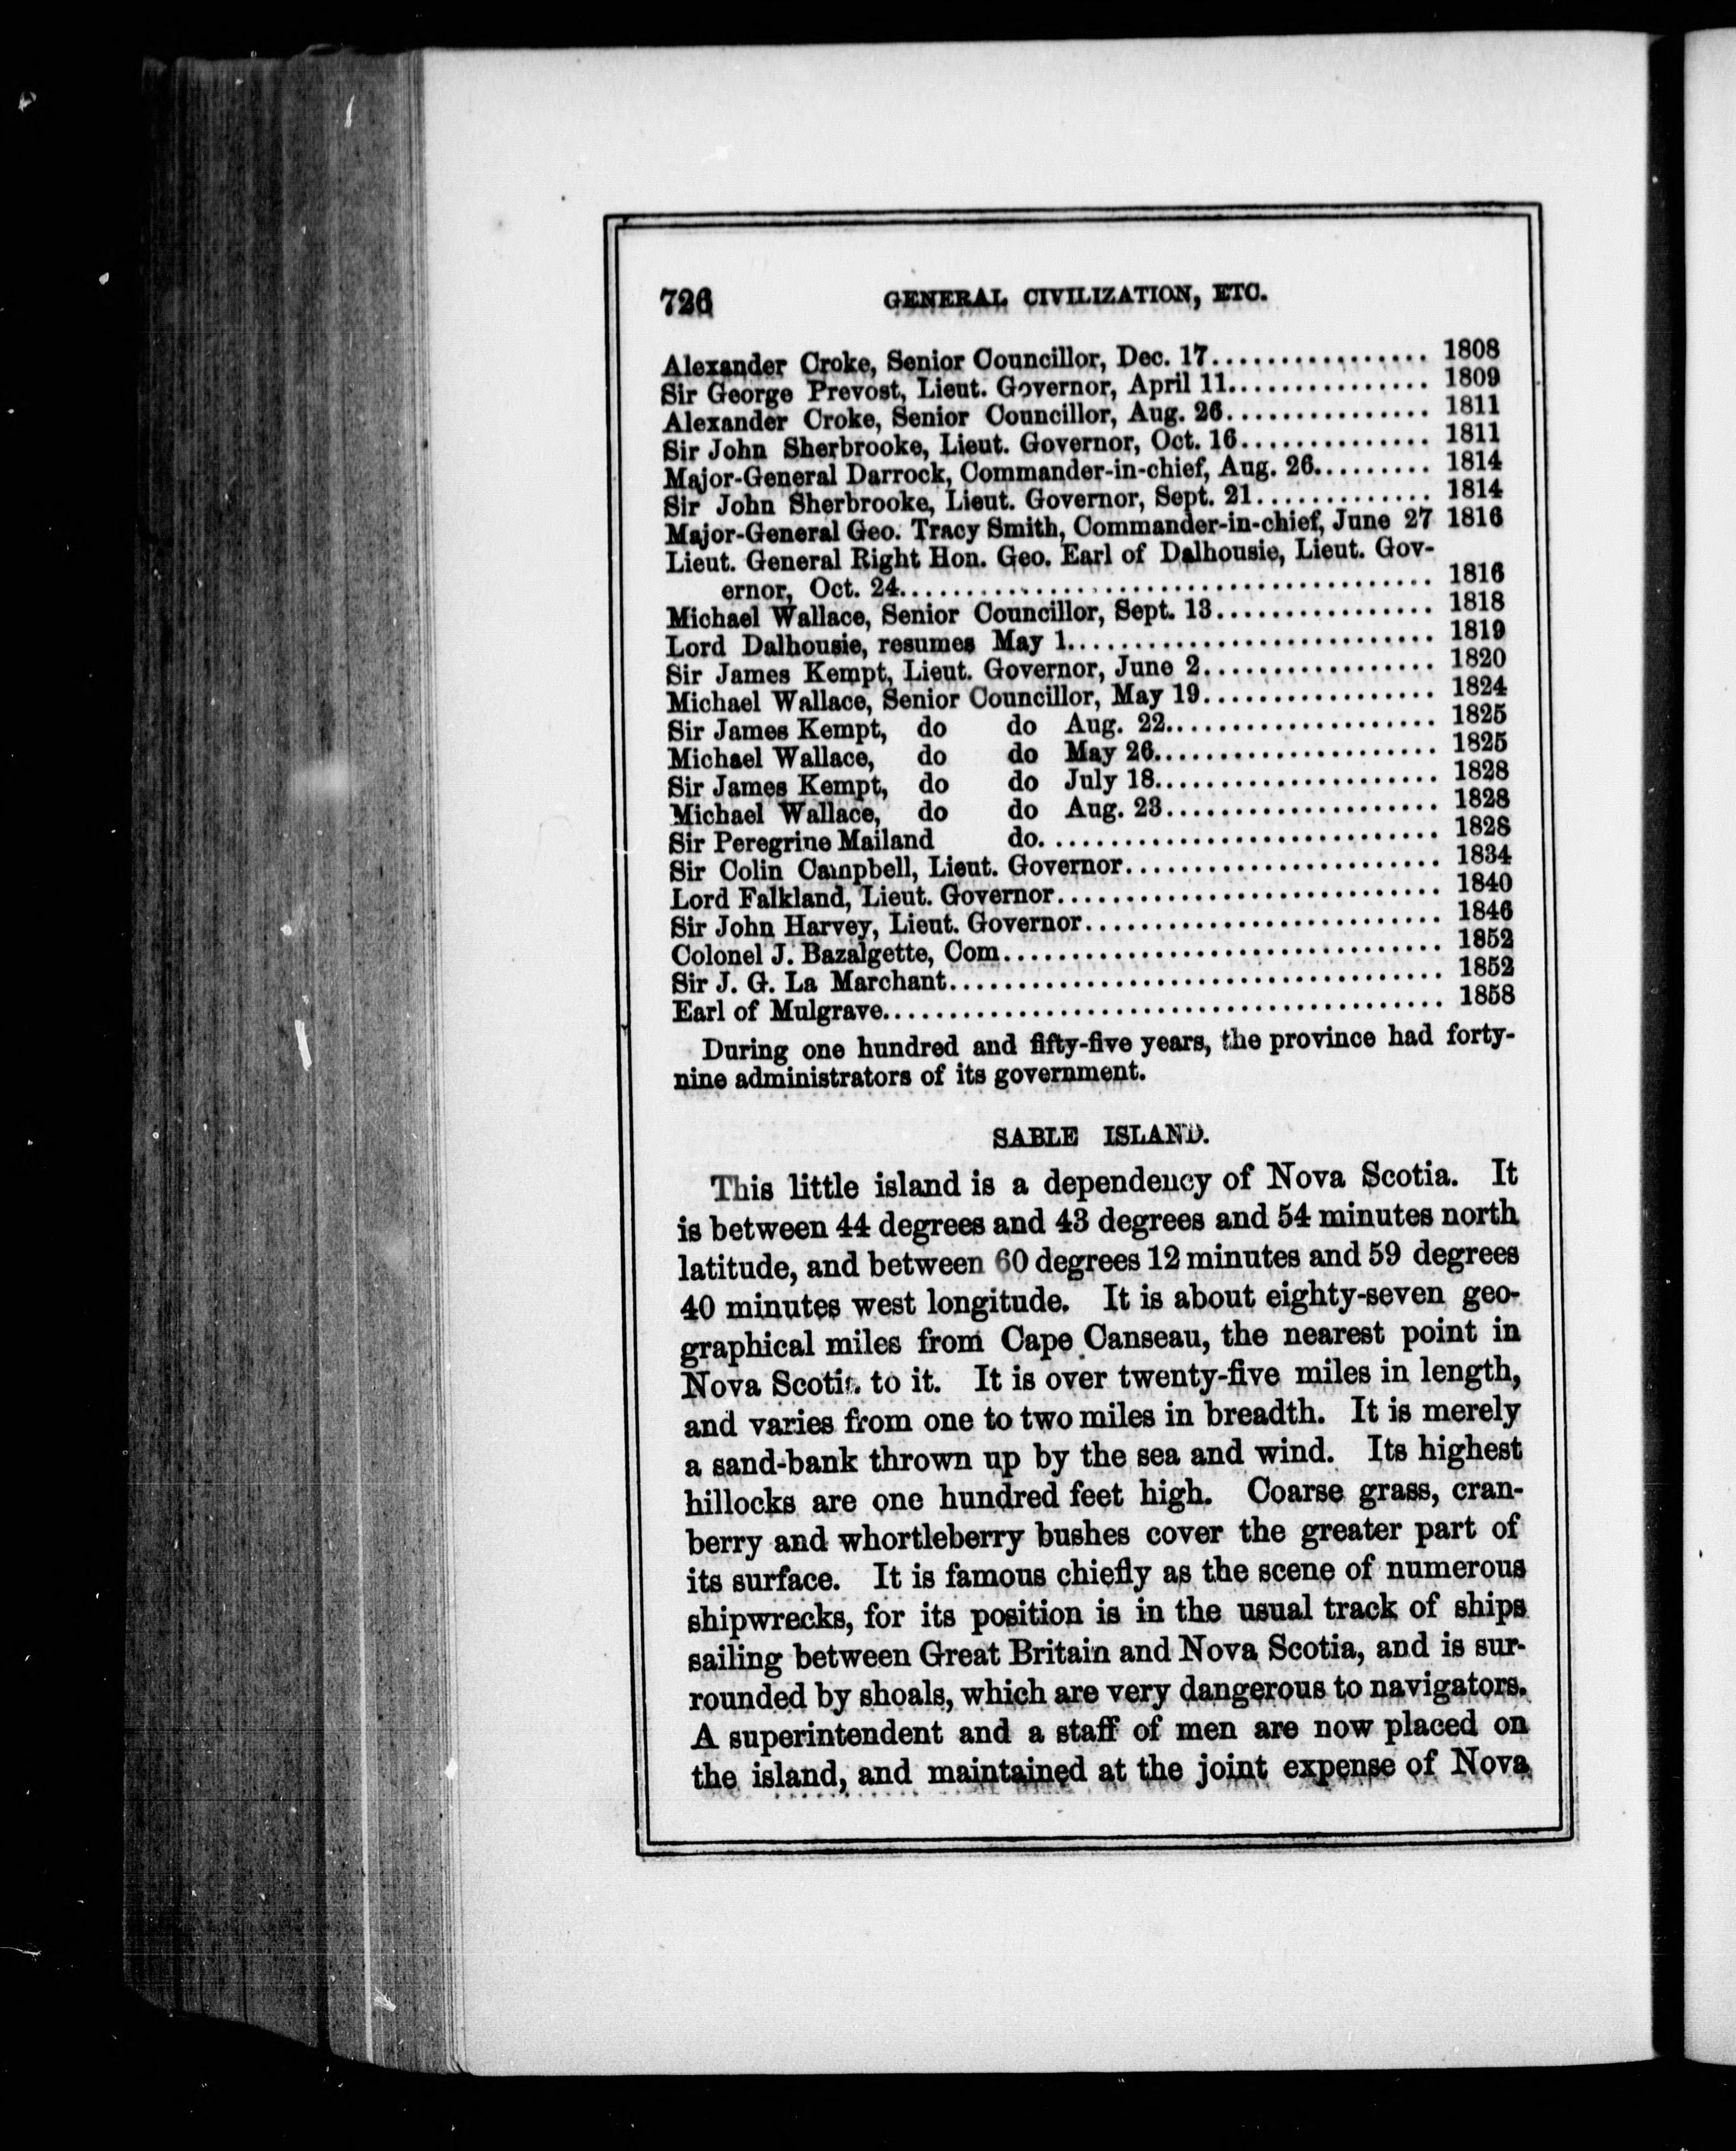 726 GENERAL CIVILIZATION, ETC.
Alexander Croke, Senior Councillor, Dec. 17................ 1808
Sir George Prevost, Lieut. Governor, April 11............... 1809
Alexander Croke, Senior Councillor, Aug. 26............... 1811
Sir John Sherbrooke, Lieut. Governor, Oct. 16.............. 1811
Major-General Darrock, Commander-in-chief, Aug. 26......... 1814
Sir John Sherbrooke, Lieut. Governor, Sept. 21............. 1814
Major-General Geo. Tracy Smith, Commander-in-chief, June 27 1816
Lieut. General Right Hon. Geo. Earl of Dalhousie, Lieut. Gov-
ernor, Oct. 24....................................... 1816
Michael Wallace, Senior Councillor, Sept. 13................ 1818
Lord Dalhousie, resumes May 1........................... 1819
Sir James Kempt, Lieut. Governor, June 2................. 1820
Michael Wallace, Senior Councillor, May 19................. 1824
Sir James Kempt, do do Aug. 22.................... 1825
Michael Wallace, do do May 26..................... 1825
Sir James Kempt, do do July 18..................... 1828
Michael Wallace, do do Aug. 23.................... 1828
Sir Peregrine Mailand do............................. 1828
Sir Colin Campbell, Lieut. Governor....................... 1834
Lord Falkland, Lieut. Governor............................ 1840
Sir John Harvey, Lieut. Governor.......................... 1846
Colonel J. Bazalgette, Com................................ 1852
Sir J. G. La Marchant.................................... 1852
Earl of Mulgrave......................................... 1858
During one hundred and fifty-five years, the province had forty-
nine administrators of its government.
SABLE ISLAND.
This little island is a dependency of Nova Scotia. It
is between 44 degrees and 43 degrees and 54 minutes north
latitude, and between 60 degrees 12 minutes and 59 degrees
40 minutes west longitude. It is about eighty-seven geo-
graphical miles from Cape Canseau, the nearest point in
Nova Scotia to it. It is over twenty-five miles in length,
and varies from one to two miles in breadth. It is merely
a sand-bank thrown up by the sea and wind. Its highest
hillocks are one hundred feet high. Coarse grass, cran-
berry and whortleberry bushes cover the greater part of
its surface. It is famous chiefly as the scene of numerous
shipwrecks, for its position is in the usual track of ships
sailing between Great Britain and Nova Scotia, and is sur-
rounded by shoals, which are very dangerous to navigators.
A superintendent and a staff of men are now placed on
the island, and maintained at the joint expense of Nova